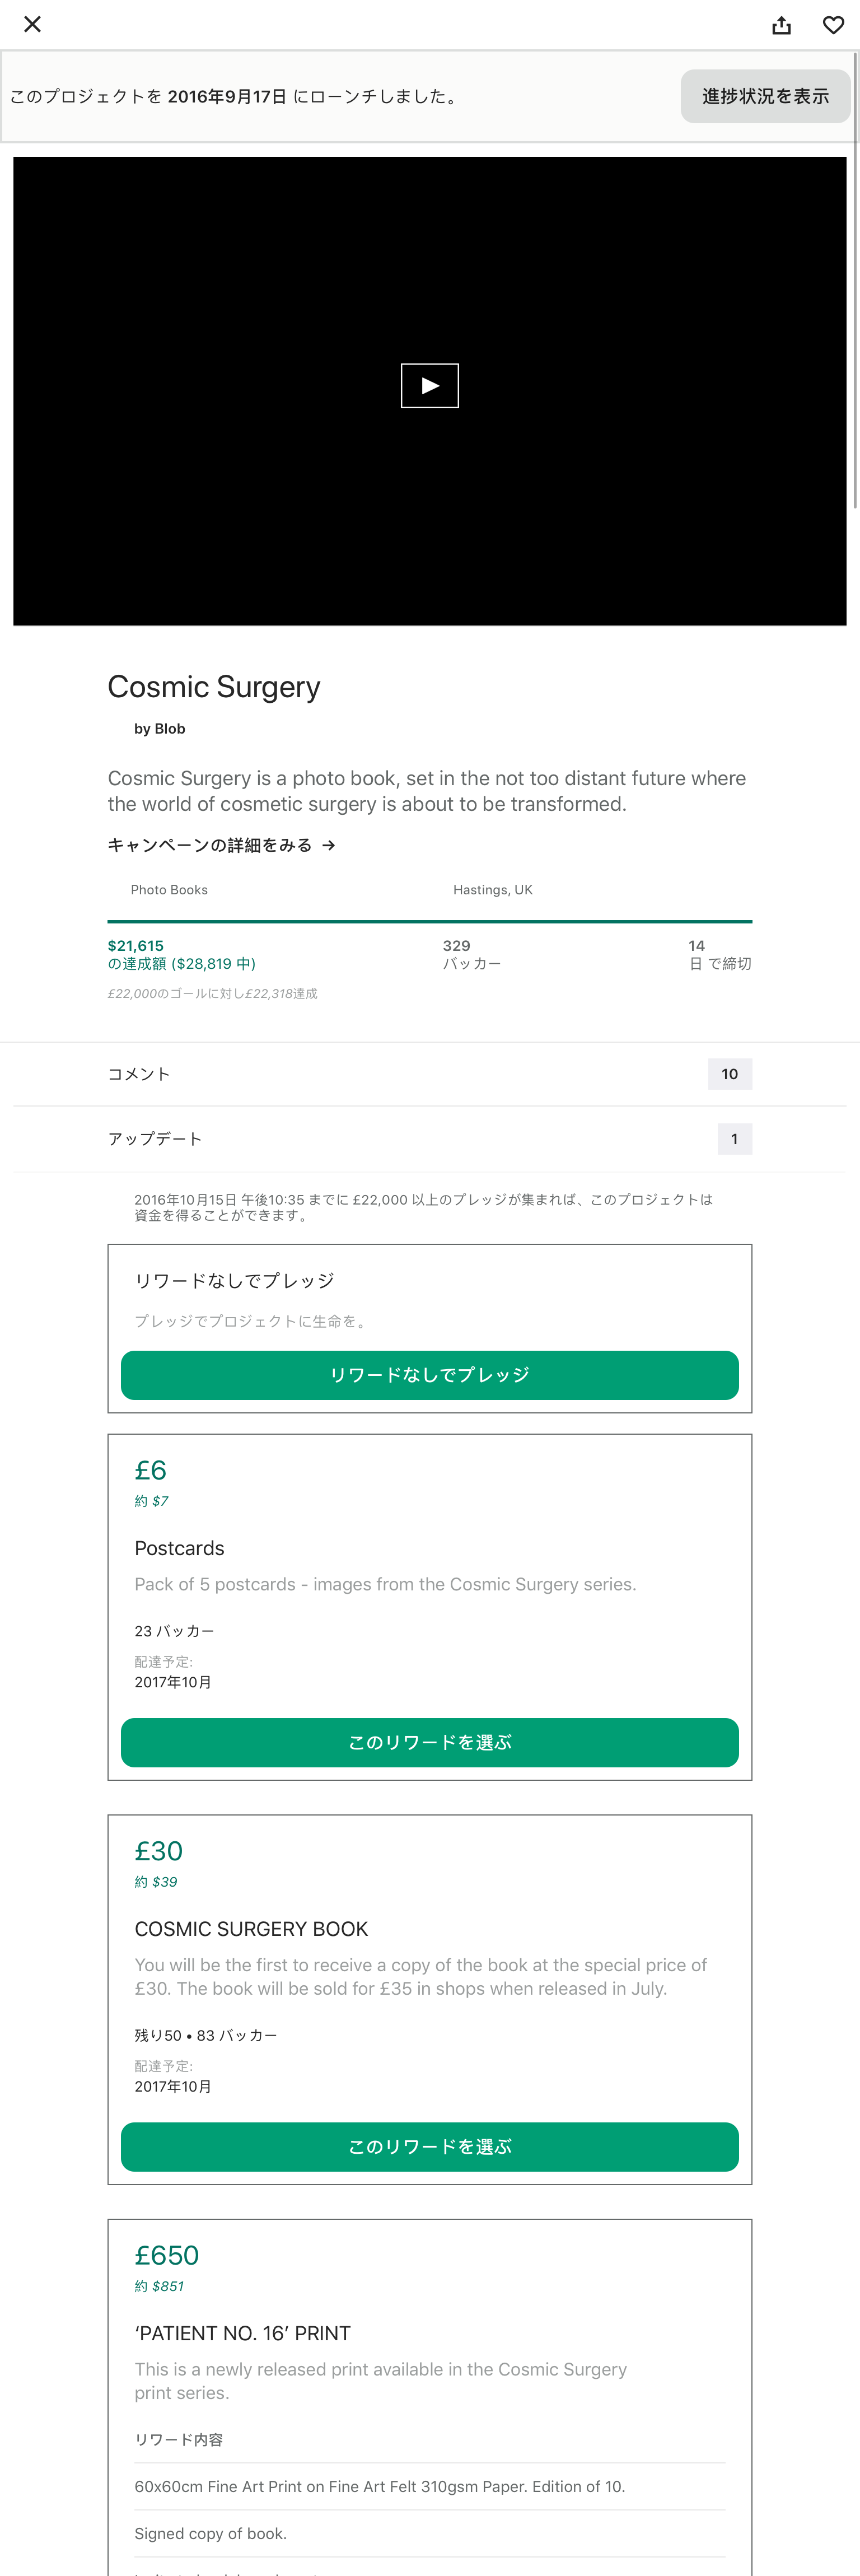 このプロジェクトを 2016年9月17日 にローンチしました。
進捗状況を表示
Cosmic Surgery
by Blob
Cosmic Surgery is a photo book, set in the not too distant future where
the world of cosmetic surgery is about to be transformed.
キャンペーンの詳細をみる →
Photo Books
Hastings, UK
$21,615
の達成額 ($28,819 中)
329
バッカー
14
日 で締切
£22,000のゴールに対し£22,318達成
コメント
10
アップデート
1
2016年10月15日 午後10:35 までに £22,000 以上のプレッジが集まれば、このプロジェクトは
資金を得ることができます。
リワードなしでプレッジ
プレッジでプロジェクトに生命を。
リワードなしでプレッジ
£6
約 $7
Postcards
Pack of 5 postcards - images from the Cosmic Surgery series.
23 バッカー
配達予定:
2017年10月
このリワードを選ぶ
£30
約 $39
COSMIC SURGERY BOOK
You will be the first to receive a copy of the book at the special price of
£30. The book will be sold for £35 in shops when released in July.
残り50 • 83 バッカー
配達予定:
2017年10月
このリワードを選ぶ
£650
約 $851
‘PATIENT NO. 16’ PRINT
This is a newly released print available in the Cosmic Surgery
print series.
リワード内容
60x60cm Fine Art Print on Fine Art Felt 310gsm Paper. Edition of 10.
Signed copy of book.